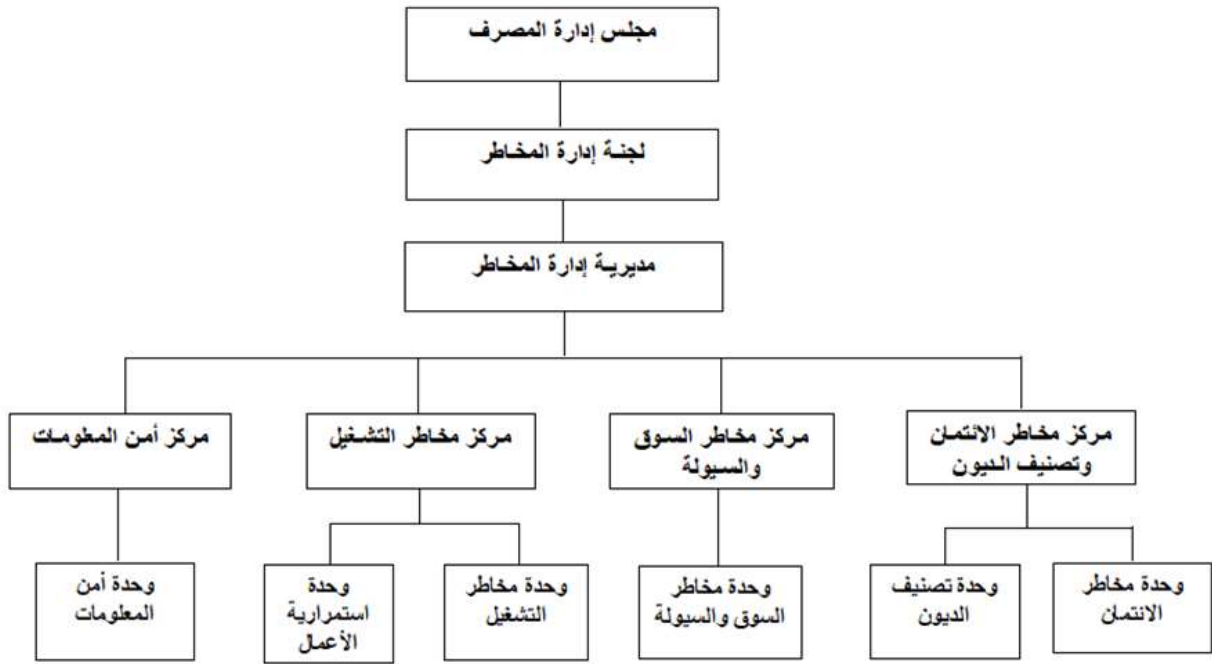 مجلس إدارة المصرف
لجنة إدارة المخاطر
مديرية إدارة المخاطر
مركز مخاطر الائتمان
وتصنيف الديون
مركز مخاطر السوق
والسيولة
مركز مخاطر التشغيل
مركز أمن المعلومات
وحدة مخاطر
الائتمان
وحدة تصنيف
الديون
وحدة مخاطر
السوق والسيولة
وحدة مخاطر
التشغيل
وحدة
استمرارية
الأعمال
وحدة أمن
المعلومات